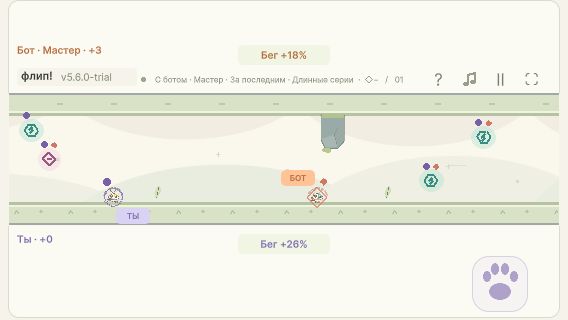 Бот · Мастер · +3
Бег +18%
флип! v5.6.0-trial
С ботом · Мастер · За последним · Длинные серии · ◇– / 01
?
БОТ
ТЫ
Ты · +0
Бег +26%